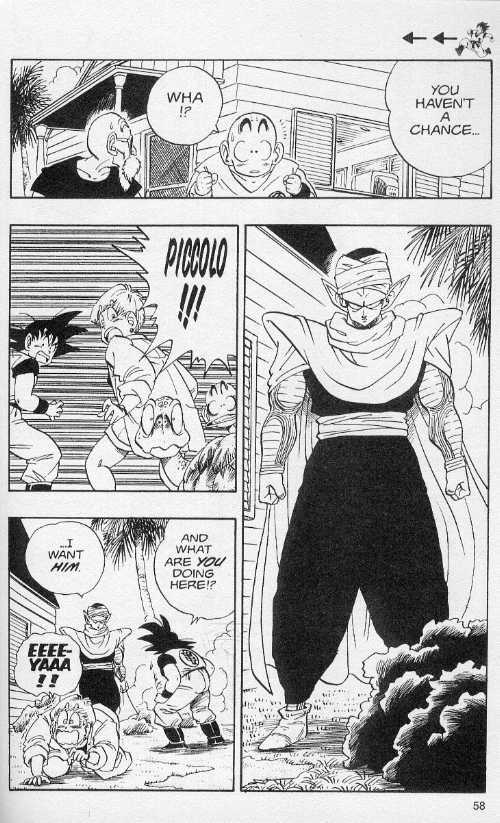 YOU
HAVEN'T
A
CHANCE...
WHA
!?
PICCOLO
!!!
AND
WHAT
ARE YOU
DOING
HERE!?
...I
WANT
HIM.
EEEE-
YAAA
!!
58